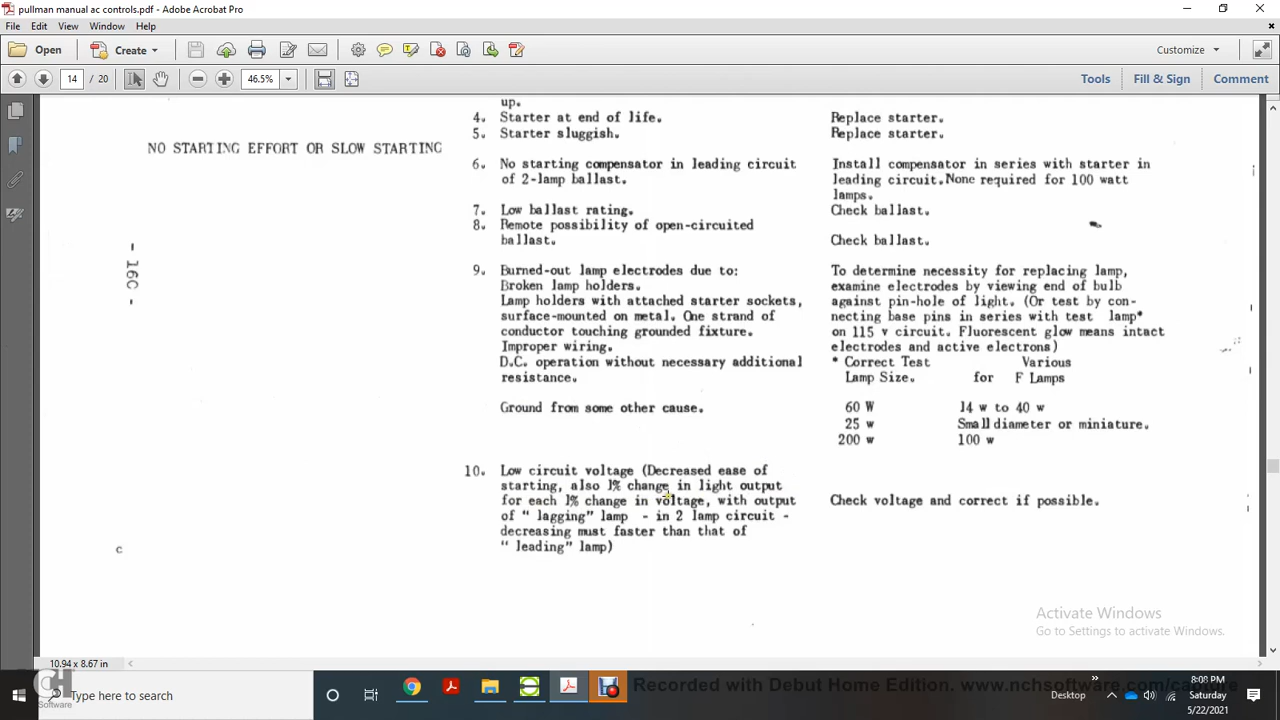 pullman manual ac controls.pdf - Adobe Acrobat Pro
File Edit View Window Help
Open Create Customize
14 / 20 46.5% Tools Fill & Sign Comment
up.
4. Starter at end of life. Replace starter.
5. Starter sluggish. Replace starter.
NO STARTING EFFORT OR SLOW STARTING
6. No starting compensator in leading circuit Install compensator in series with starter in
of 2-lamp ballast. leading circuit. None required for 100 watt
lamps.
7. Low ballast rating. Check ballast.
8. Remote possibility of open-circuited
ballast. Check ballast.
- 16C -
9. Burned-out lamp electrodes due to: To determine necessity for replacing lamp,
Broken lamp holders. examine electrodes by viewing end of bulb
Lamp holders with attached starter sockets, against pin-hole of light. (Or test by con-
surface-mounted on metal. One strand of necting base pins in series with test lamp*
conductor touching grounded fixture. on 115 v circuit. Fluorescent glow means intact
Improper wiring. electrodes and active electrons)
D.C. operation without necessary additional * Correct Test Various
resistance. Lamp Size. for F Lamps
Ground from some other cause. 60 W 14 w to 40 w
25 w Small diameter or miniature.
200 w 100 w
10. Low circuit voltage (Decreased ease of
starting, also 1% change in light output
for each 1% change in voltage, with output Check voltage and correct if possible.
of "lagging" lamp - in 2 lamp circuit -
decreasing must faster than that of
"leading" lamp)
c
Activate Windows
Go to Settings to activate Windows.
10.94 x 8.67 in
CH
Software
Type here to search
Recorded with Debut Home Edition. www.nchsoftware.com/capture
Desktop
8:08 PM
Saturday
5/22/2021